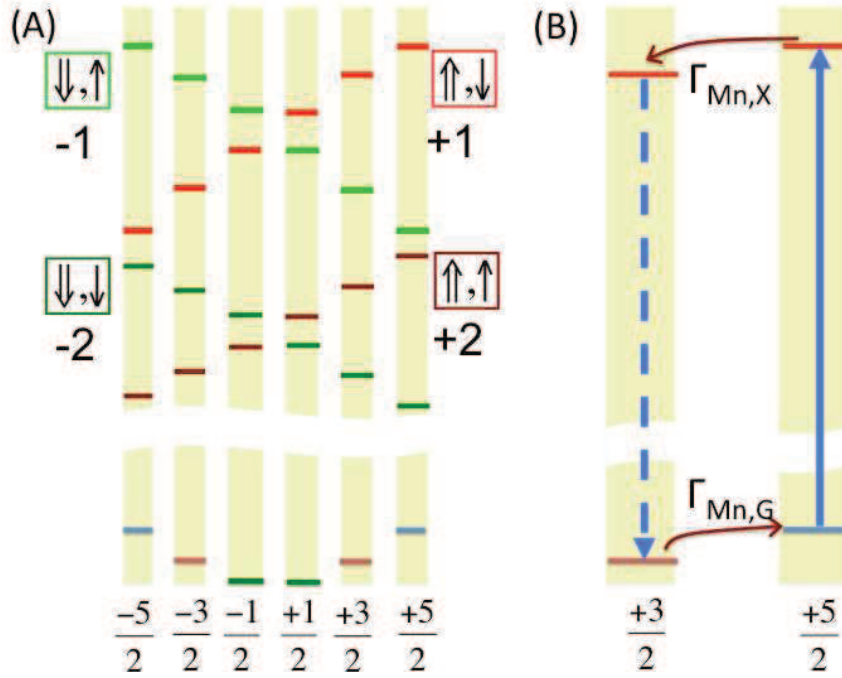 (A)
(B)
⇓,↑
-1
⇑,↓
+1
⇓,↓
-2
⇑,↑
+2
Γ_Mn,X
Γ_Mn,G
-5/2 -3/2 -1/2 +1/2 +3/2 +5/2
+3/2 +5/2